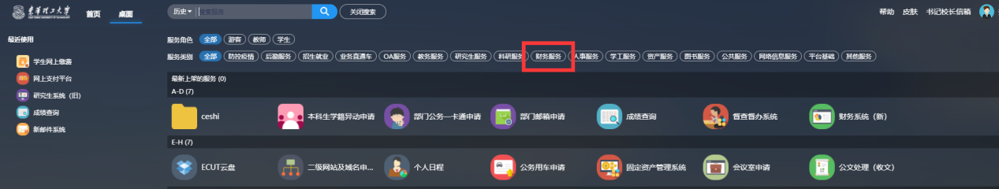 东华理工大学 首页 桌面 历史 搜索服务 关闭搜索 帮助 皮肤 书记校长信箱
最近使用
学生网上缴费
网上支付平台
研究生系统（旧）
成绩查询
新邮件系统
服务角色 全部 游客 教师 学生
服务类别 全部 防控疫情 后勤服务 招生就业 业务直通车 OA服务 教务服务 研究生服务 科研服务 财务服务 人事服务 学工服务 资产服务 图书服务 公共服务 网络信息服务 平台基础 其他服务
最新上架的服务 (0)
A-D (7)
ceshi 本科生学籍异动申请 部门公务一卡通申请 部门邮箱申请 成绩查询 督查督办系统 财务系统（新）
E-H (7)
ECUT云盘 二级网站及域名申... 个人日程 公务用车申请 固定资产管理系统 会议室申请 公文处理（收文）